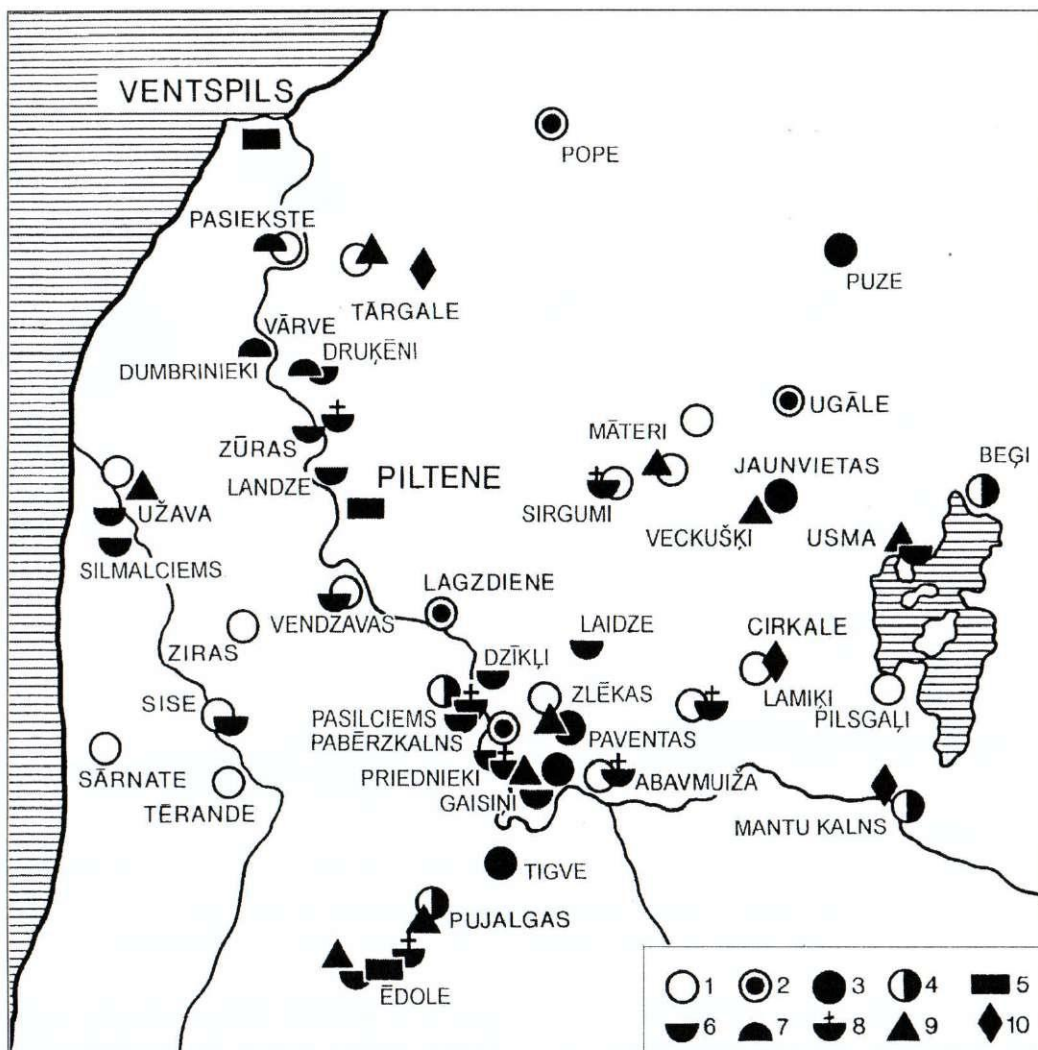 VENTSPILS
POPE
PASIEKSTE
PUZE
TĀRGALE
VĀRVE
DRUĶĒNI
DUMBRINIEKI
UGĀLE
MĀTERI
ZŪRAS
JAUNVIETAS
BEĢI
LANDZE
PILTENE
SIRGUMI
UŽAVA
VECKUŠĶI
USMA
SILMALCIEMS
LAGZDIENE
VENDZAVAS
LAIDZE
CIRKALE
ZIRAS
DZĪKĻI
ZLĒKAS
LAMIĶI
SISE
PILSGAĻI
PASILCIEMS
PAVENTAS
PABĒRZKALNS
SĀRNATE
PRIEDNIEKI
ABAVMUIŽA
TĒRANDE
GAISIŅI
MANTU KALNS
TIGVE
PUJALGAS
ĒDOLE
1 2 3 4 5
6 7 8 9 10